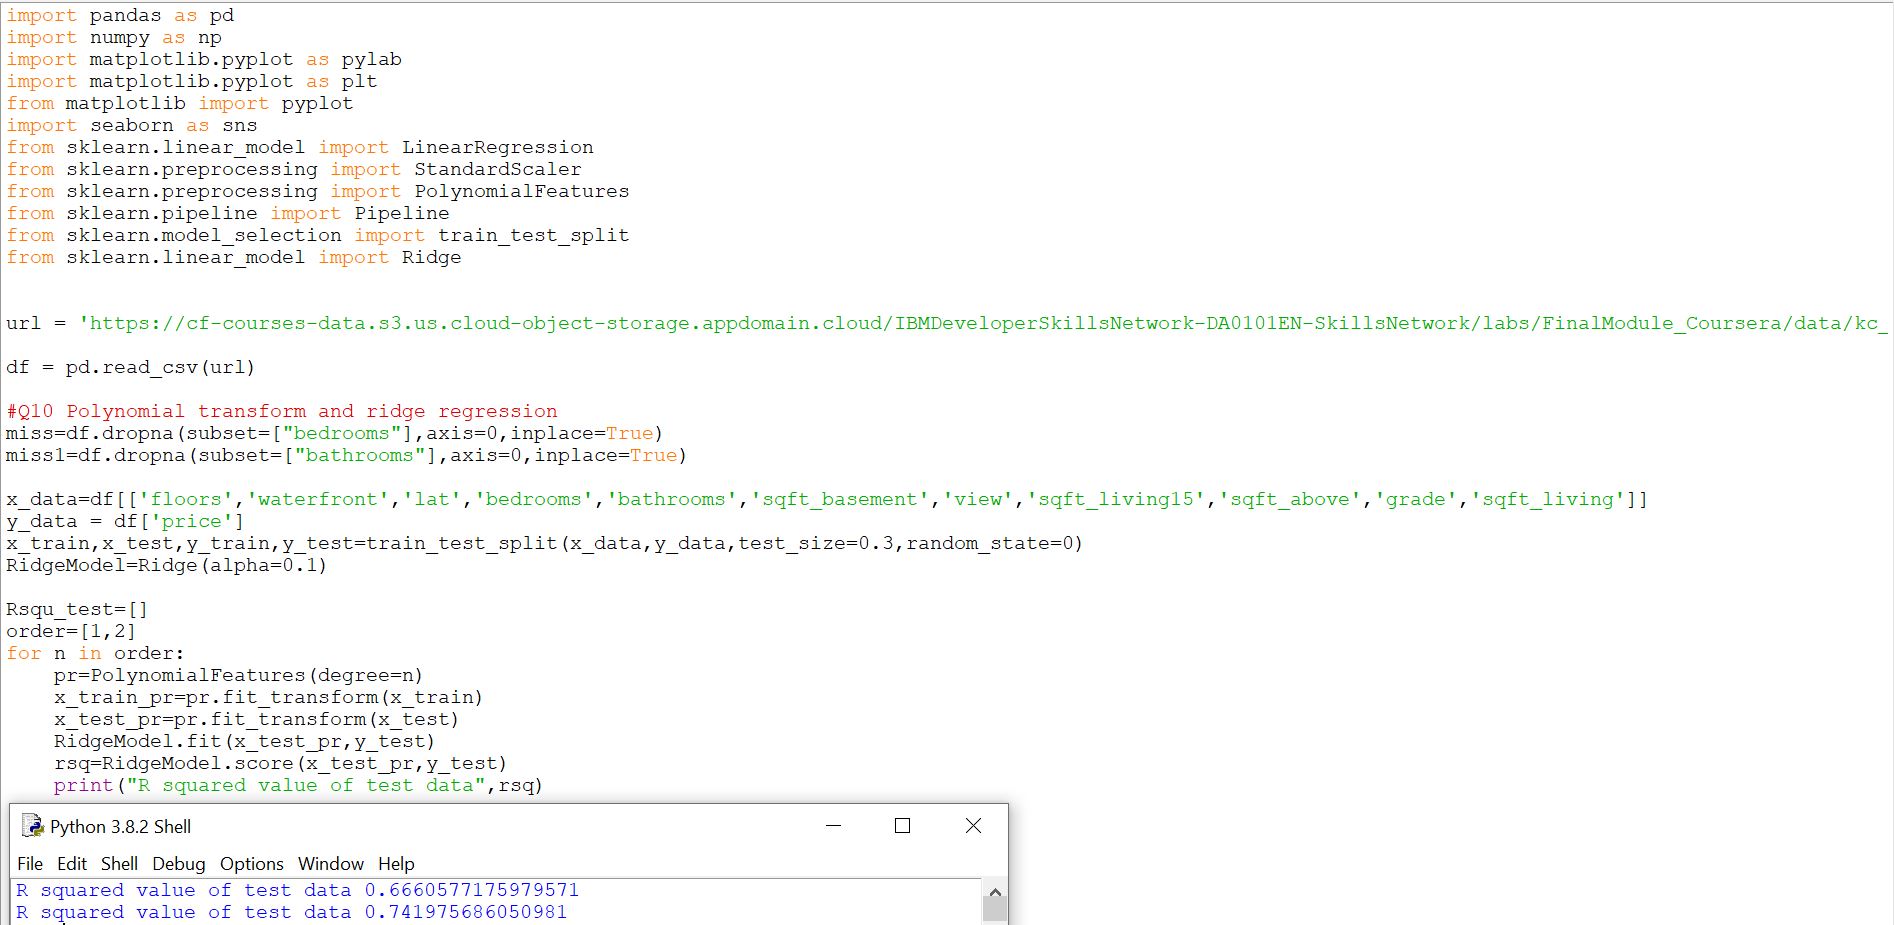 import pandas as pd
import numpy as np
import matplotlib.pyplot as pylab
import matplotlib.pyplot as plt
from matplotlib import pyplot
import seaborn as sns
from sklearn.linear_model import LinearRegression
from sklearn.preprocessing import StandardScaler
from sklearn.preprocessing import PolynomialFeatures
from sklearn.pipeline import Pipeline
from sklearn.model_selection import train_test_split
from sklearn.linear_model import Ridge
url = 'https://cf-courses-data.s3.us.cloud-object-storage.appdomain.cloud/IBMDeveloperSkillsNetwork-DA0101EN-SkillsNetwork/labs/FinalModule_Coursera/data/kc_
df = pd.read_csv(url)
#Q10 Polynomial transform and ridge regression
miss=df.dropna(subset=["bedrooms"],axis=0,inplace=True)
miss1=df.dropna(subset=["bathrooms"],axis=0,inplace=True)
x_data=df[['floors','waterfront','lat','bedrooms','bathrooms','sqft_basement','view','sqft_living15','sqft_above','grade','sqft_living']]
y_data = df['price']
x_train,x_test,y_train,y_test=train_test_split(x_data,y_data,test_size=0.3,random_state=0)
RidgeModel=Ridge(alpha=0.1)
Rsqu_test=[]
order=[1,2]
for n in order:
    pr=PolynomialFeatures(degree=n)
    x_train_pr=pr.fit_transform(x_train)
    x_test_pr=pr.fit_transform(x_test)
    RidgeModel.fit(x_test_pr,y_test)
    rsq=RidgeModel.score(x_test_pr,y_test)
    print("R squared value of test data",rsq)
Python 3.8.2 Shell
File Edit Shell Debug Options Window Help
R squared value of test data 0.6660577175979571
R squared value of test data 0.741975686050981